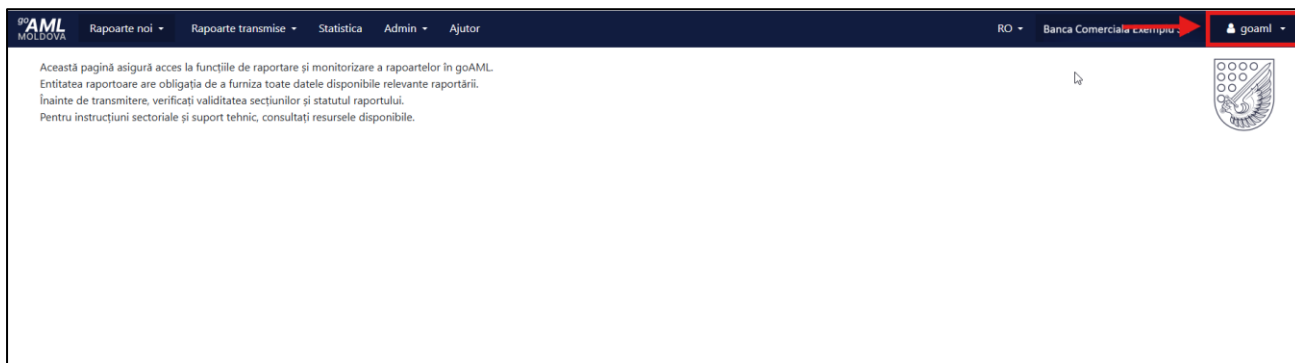 goAML
MOLDOVA
Rapoarte noi
Rapoarte transmise
Statistica
Admin
Ajutor
RO
Banca Comerciala Exemplu
goaml
Această pagină asigură acces la funcțiile de raportare și monitorizare a rapoartelor în goAML.
Entitatea raportoare are obligația de a furniza toate datele disponibile relevante raportării.
Înainte de transmitere, verificați validitatea secțiunilor și statutul raportului.
Pentru instrucțiuni sectoriale și suport tehnic, consultați resursele disponibile.